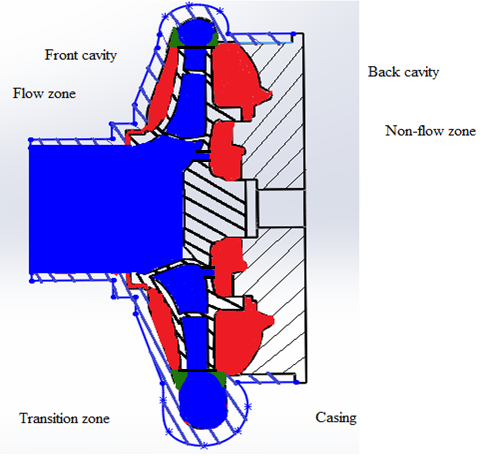 Front cavity
Flow zone
Back cavity
Non-flow zone
Transition zone
Casing